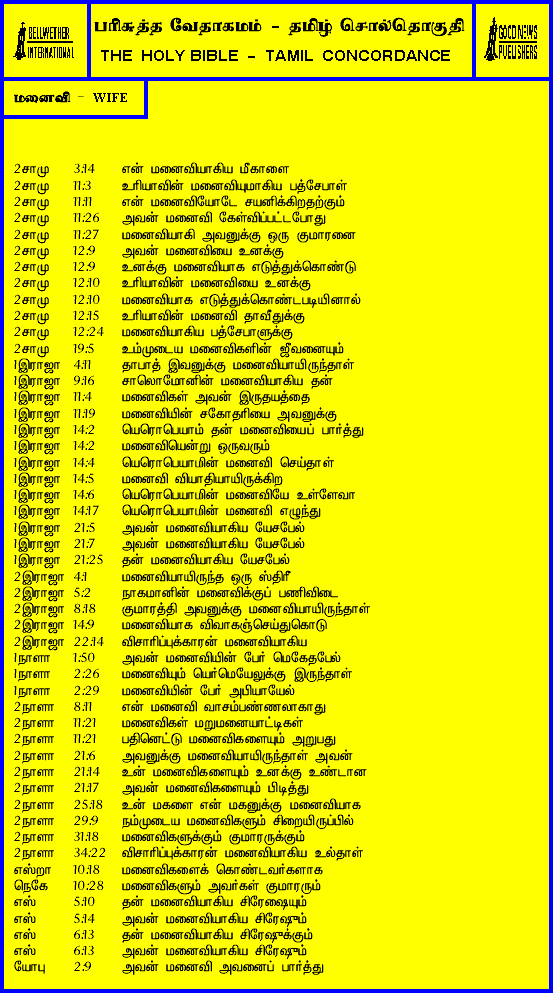 BELLWETHER INTERNATIONAL
பரிசுத்த வேதாகமம் - தமிழ் சொல்தொகுதி
THE HOLY BIBLE - TAMIL CONCORDANCE
GOOD NEWS PUBLISHERS
மனைவி - WIFE
2சாமு 3:14 என் மனைவியாகிய மீகாளை
2சாமு 11:3 உரியாவின் மனைவியுமாகிய பத்சேபாள்
2சாமு 11:11 என் மனைவியோடே சயனிக்கிறதற்கும்
2சாமு 11:26 அவன் மனைவி கேள்விப்பட்டபோது
2சாமு 11:27 மனைவியாகி அவனுக்கு ஒரு குமாரனை
2சாமு 12:9 அவன் மனைவியை உனக்கு
2சாமு 12:9 உனக்கு மனைவியாக எடுத்துக்கொண்டு
2சாமு 12:10 உரியாவின் மனைவியை உனக்கு
2சாமு 12:10 மனைவியாக எடுத்துக்கொண்டபடியினால்
2சாமு 12:15 உரியாவின் மனைவி தாவீதுக்கு
2சாமு 12:24 மனைவியாகிய பத்சேபாளுக்கு
2சாமு 19:5 உம்முடைய மனைவிகளின் ஜீவனையும்
1இராஜா 4:11 தாபாத் இவனுக்கு மனைவியாயிருந்தாள்
1இராஜா 9:16 சாலொமோனின் மனைவியாகிய தன்
1இராஜா 11:4 மனைவிகள் அவன் இருதயத்தை
1இராஜா 11:19 மனைவியின் சகோதரியை அவனுக்கு
1இராஜா 14:2 யெரொபெயாம் தன் மனைவியைப் பார்த்து
1இராஜா 14:2 மனைவியென்று ஒருவரும்
1இராஜா 14:4 யெரொபெயாமின் மனைவி செய்தாள்
1இராஜா 14:5 மனைவி வியாதியாயிருக்கிற
1இராஜா 14:6 யெரொபெயாமின் மனைவியே உள்ளேவா
1இராஜா 14:17 யெரொபெயாமின் மனைவி எழுந்து
1இராஜா 21:5 அவன் மனைவியாகிய யேசபேல்
1இராஜா 21:7 அவன் மனைவியாகிய யேசபேல்
1இராஜா 21:25 தன் மனைவியாகிய யேசபேல்
2இராஜா 4:1 மனைவியாயிருந்த ஒரு ஸ்திரீ
2இராஜா 5:2 நாகமானின் மனைவிக்குப் பணிவிடை
2இராஜா 8:18 குமாரத்தி அவனுக்கு மனைவியாயிருந்தாள்
2இராஜா 14:9 மனைவியாக விவாகஞ்செய்துகொடு
2இராஜா 22:14 விசாரிப்புக்காரன் மனைவியாகிய
1நாளா 1:50 அவன் மனைவியின் பேர் மெகேதபேல்
1நாளா 2:26 மனைவியும் யெர்மெயேலுக்கு இருந்தாள்
1நாளா 2:29 மனைவியின் பேர் அபியாயேல்
2நாளா 8:11 என் மனைவி வாசம்பண்ணலாகாது
2நாளா 11:21 மனைவிகள் மறுமனையாட்டிகள்
2நாளா 11:21 பதினெட்டு மனைவிகளையும் அறுபது
2நாளா 21:6 அவனுக்கு மனைவியாயிருந்தாள் அவன்
2நாளா 21:14 உன் மனைவிகளையும் உனக்கு உண்டான
2நாளா 21:17 அவன் மனைவிகளையும் பிடித்து
2நாளா 25:18 உன் மகளை என் மகனுக்கு மனைவியாக
2நாளா 29:9 நம்முடைய மனைவிகளும் சிறையிருப்பில்
2நாளா 31:18 மனைவிகளுக்கும் குமாரருக்கும்
2நாளா 34:22 விசாரிப்புக்காரன் மனைவியாகிய உல்தாள்
எஸ்றா 10:18 மனைவிகளைக் கொண்டவர்களாக
நெகே 10:28 மனைவிகளும் அவர்கள் குமாரரும்
எஸ் 5:10 தன் மனைவியாகிய சிரேஷையும்
எஸ் 5:14 அவன் மனைவியாகிய சிரேஷும்
எஸ் 6:13 தன் மனைவியாகிய சிரேஷுக்கும்
எஸ் 6:13 அவன் மனைவியாகிய சிரேஷும்
யோபு 2:9 அவன் மனைவி அவனைப் பார்த்து